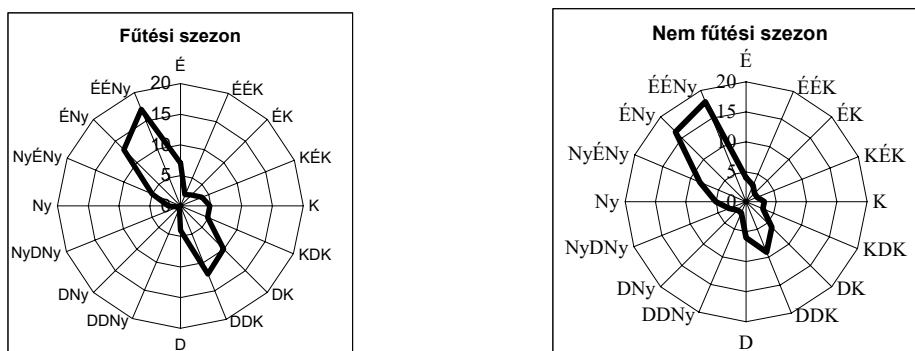 Fűtési szezon
É
ÉÉK
ÉK
KÉK
K
KDK
DK
DDK
D
DDNy
DNy
NyDNy
Ny
NyÉNy
ÉNy
ÉÉNy
20
15
10
5
0
Nem fűtési szezon
É
ÉÉK
ÉK
KÉK
K
KDK
DK
DDK
D
DDNy
DNy
NyDNy
Ny
NyÉNy
ÉNy
ÉÉNy
20
15
10
5
0